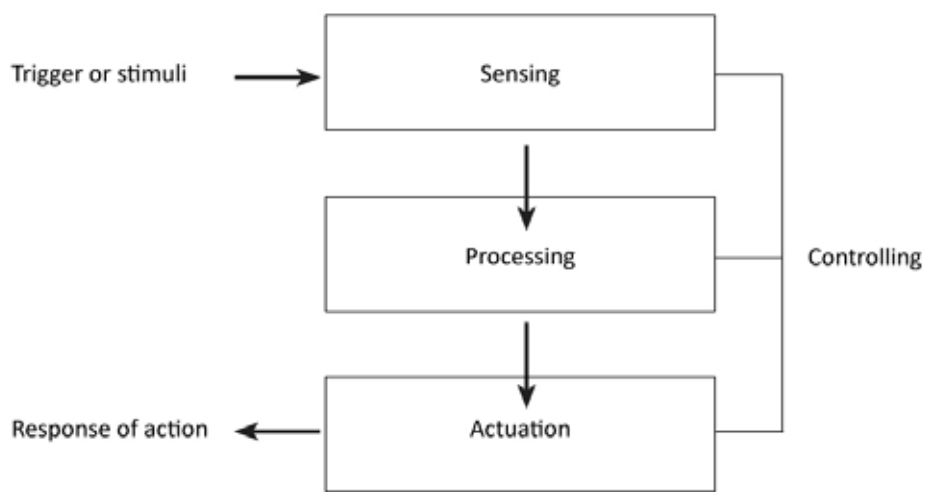 Trigger or stimuli
Sensing
Processing
Controlling
Response of action
Actuation